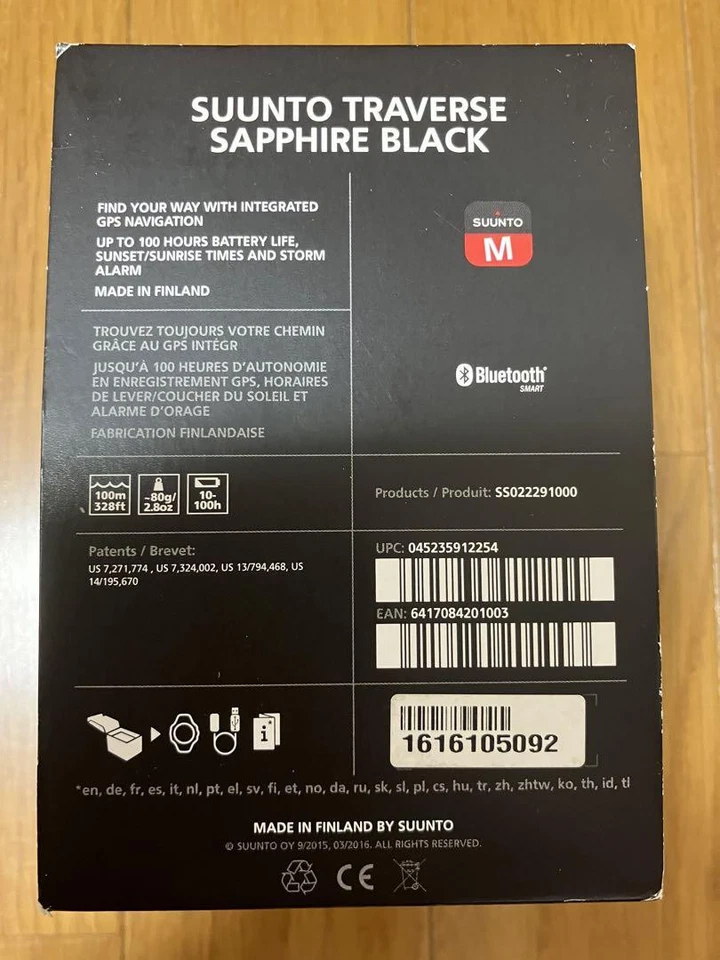 SUUNTO TRAVERSE
SAPPHIRE BLACK
FIND YOUR WAY WITH INTEGRATED
GPS NAVIGATION
UP TO 100 HOURS BATTERY LIFE,
SUNSET/SUNRISE TIMES AND STORM
ALARM
MADE IN FINLAND
SUUNTO
M
TROUVEZ TOUJOURS VOTRE CHEMIN
GRÂCE AU GPS INTÉGR
JUSQU'À 100 HEURES D'AUTONOMIE
EN ENREGISTREMENT GPS, HORAIRES
DE LEVER/COUCHER DU SOLEIL ET
ALARME D'ORAGE
FABRICATION FINLANDAISE
Bluetooth®
SMART
100m
328ft
~80g/
2.8oz
10-
100h
Products / Produit: SS022291000
Patents / Brevet:
US 7,271,774 , US 7,324,002, US 13/794,468, US
14/195,670
UPC: 045235912254
EAN: 6417084201003
i
1616105092
*en, de, fr, es, it, nl, pt, el, sv, fi, et, no, da, ru, sk, sl, pl, cs, hu, tr, zh, zhtw, ko, th, id, tl
MADE IN FINLAND BY SUUNTO
© SUUNTO OY 9/2015, 03/2016. ALL RIGHTS RESERVED.
CE